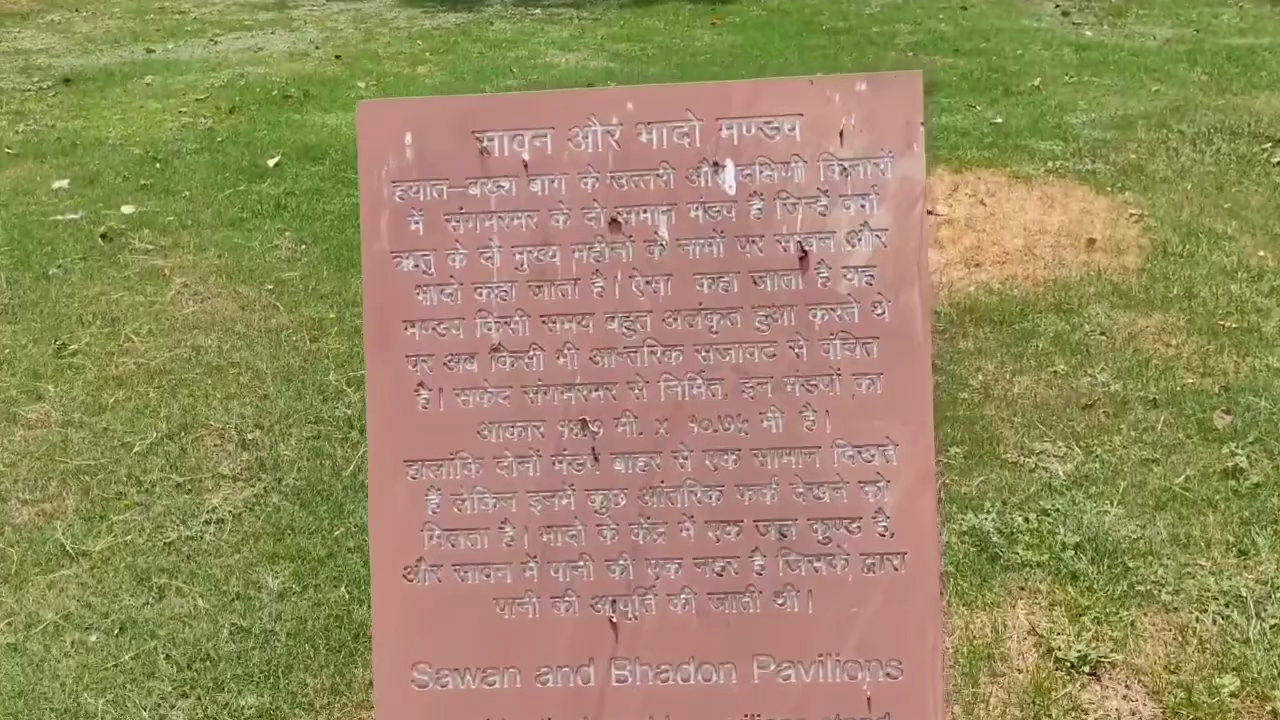 सावन और भादो मण्डप
हयात–बख्श बाग के उत्तरी और दक्षिणी किनारों
में संगमरमर के दो समान मंडप हैं जिन्हें वर्षा
ऋतु के दो मुख्य महीनों के नामों पर सावन और
भादो कहा जाता है। ऐसा कहा जाता है यह
मण्डप किसी समय बहुत अलंकृत हुआ करते थे
पर अब किसी भी आन्तरिक सजावट से वंचित
है। सफेद संगमरमर से निर्मित, इन मंडपों का
आकार मी. x १०.७५ मी है।
हालांकि दोनों मंडप बाहर से एक सामान दिखते
हैं लेकिन इनमें कुछ आंतरिक फर्क देखने को
मिलता है। भादो के केंद्र में एक जल कुण्ड है,
और सावन में पानी की एक नहर है जिसके द्वारा
पानी की आपूर्ति की जाती थी।
Sawan and Bhadon Pavilions